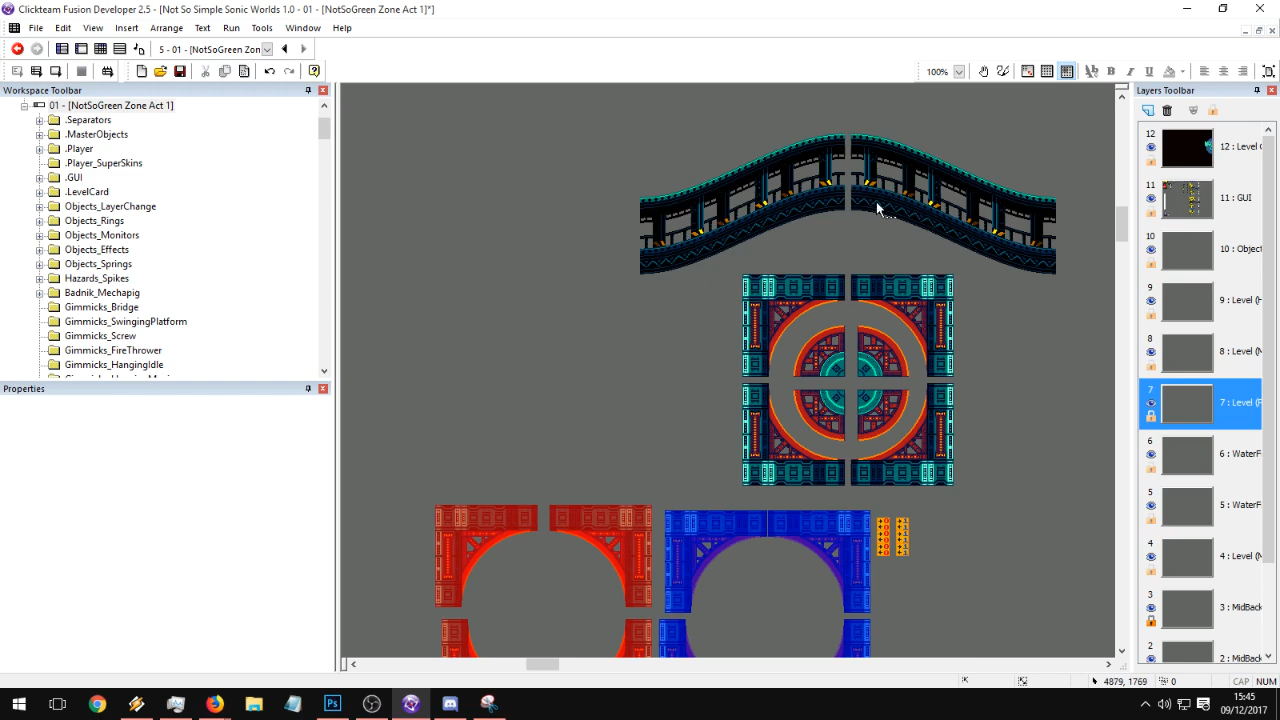 Clickteam Fusion Developer 2.5 - [Not So Simple Sonic Worlds 1.0 - 01 - [NotSoGreen Zone Act 1]*]
File Edit View Insert Arrange Text Run Tools Window Help
5 - 01 - [NotSoGreen Zon
100%
Workspace Toolbar
Layers Toolbar
01 - [NotSoGreen Zone Act 1]
.Separators
.MasterObjects
.Player
.Player_SuperSkins
.GUI
.LevelCard
Objects_LayerChange
Objects_Rings
Objects_Monitors
Objects_Effects
Objects_Springs
Hazards_Spikes
Badnik_Mechapig
Gimmicks_Bridge
Gimmicks_SwingingPlatform
Gimmicks_Screw
Gimmicks_FireThrower
Gimmicks_HangingIdle
Properties
12
12 : Level (
11
11 : GUI
10
10 : Object
9
9 : Level (H
8
8 : Level (N
7
7 : Level (F
6
6 : WaterF
5
5 : WaterF
4
4 : Level (N
3
3 : MidBack
2
2 : MidBack
4879, 1769
0
CAP NUM
15:45
09/12/2017